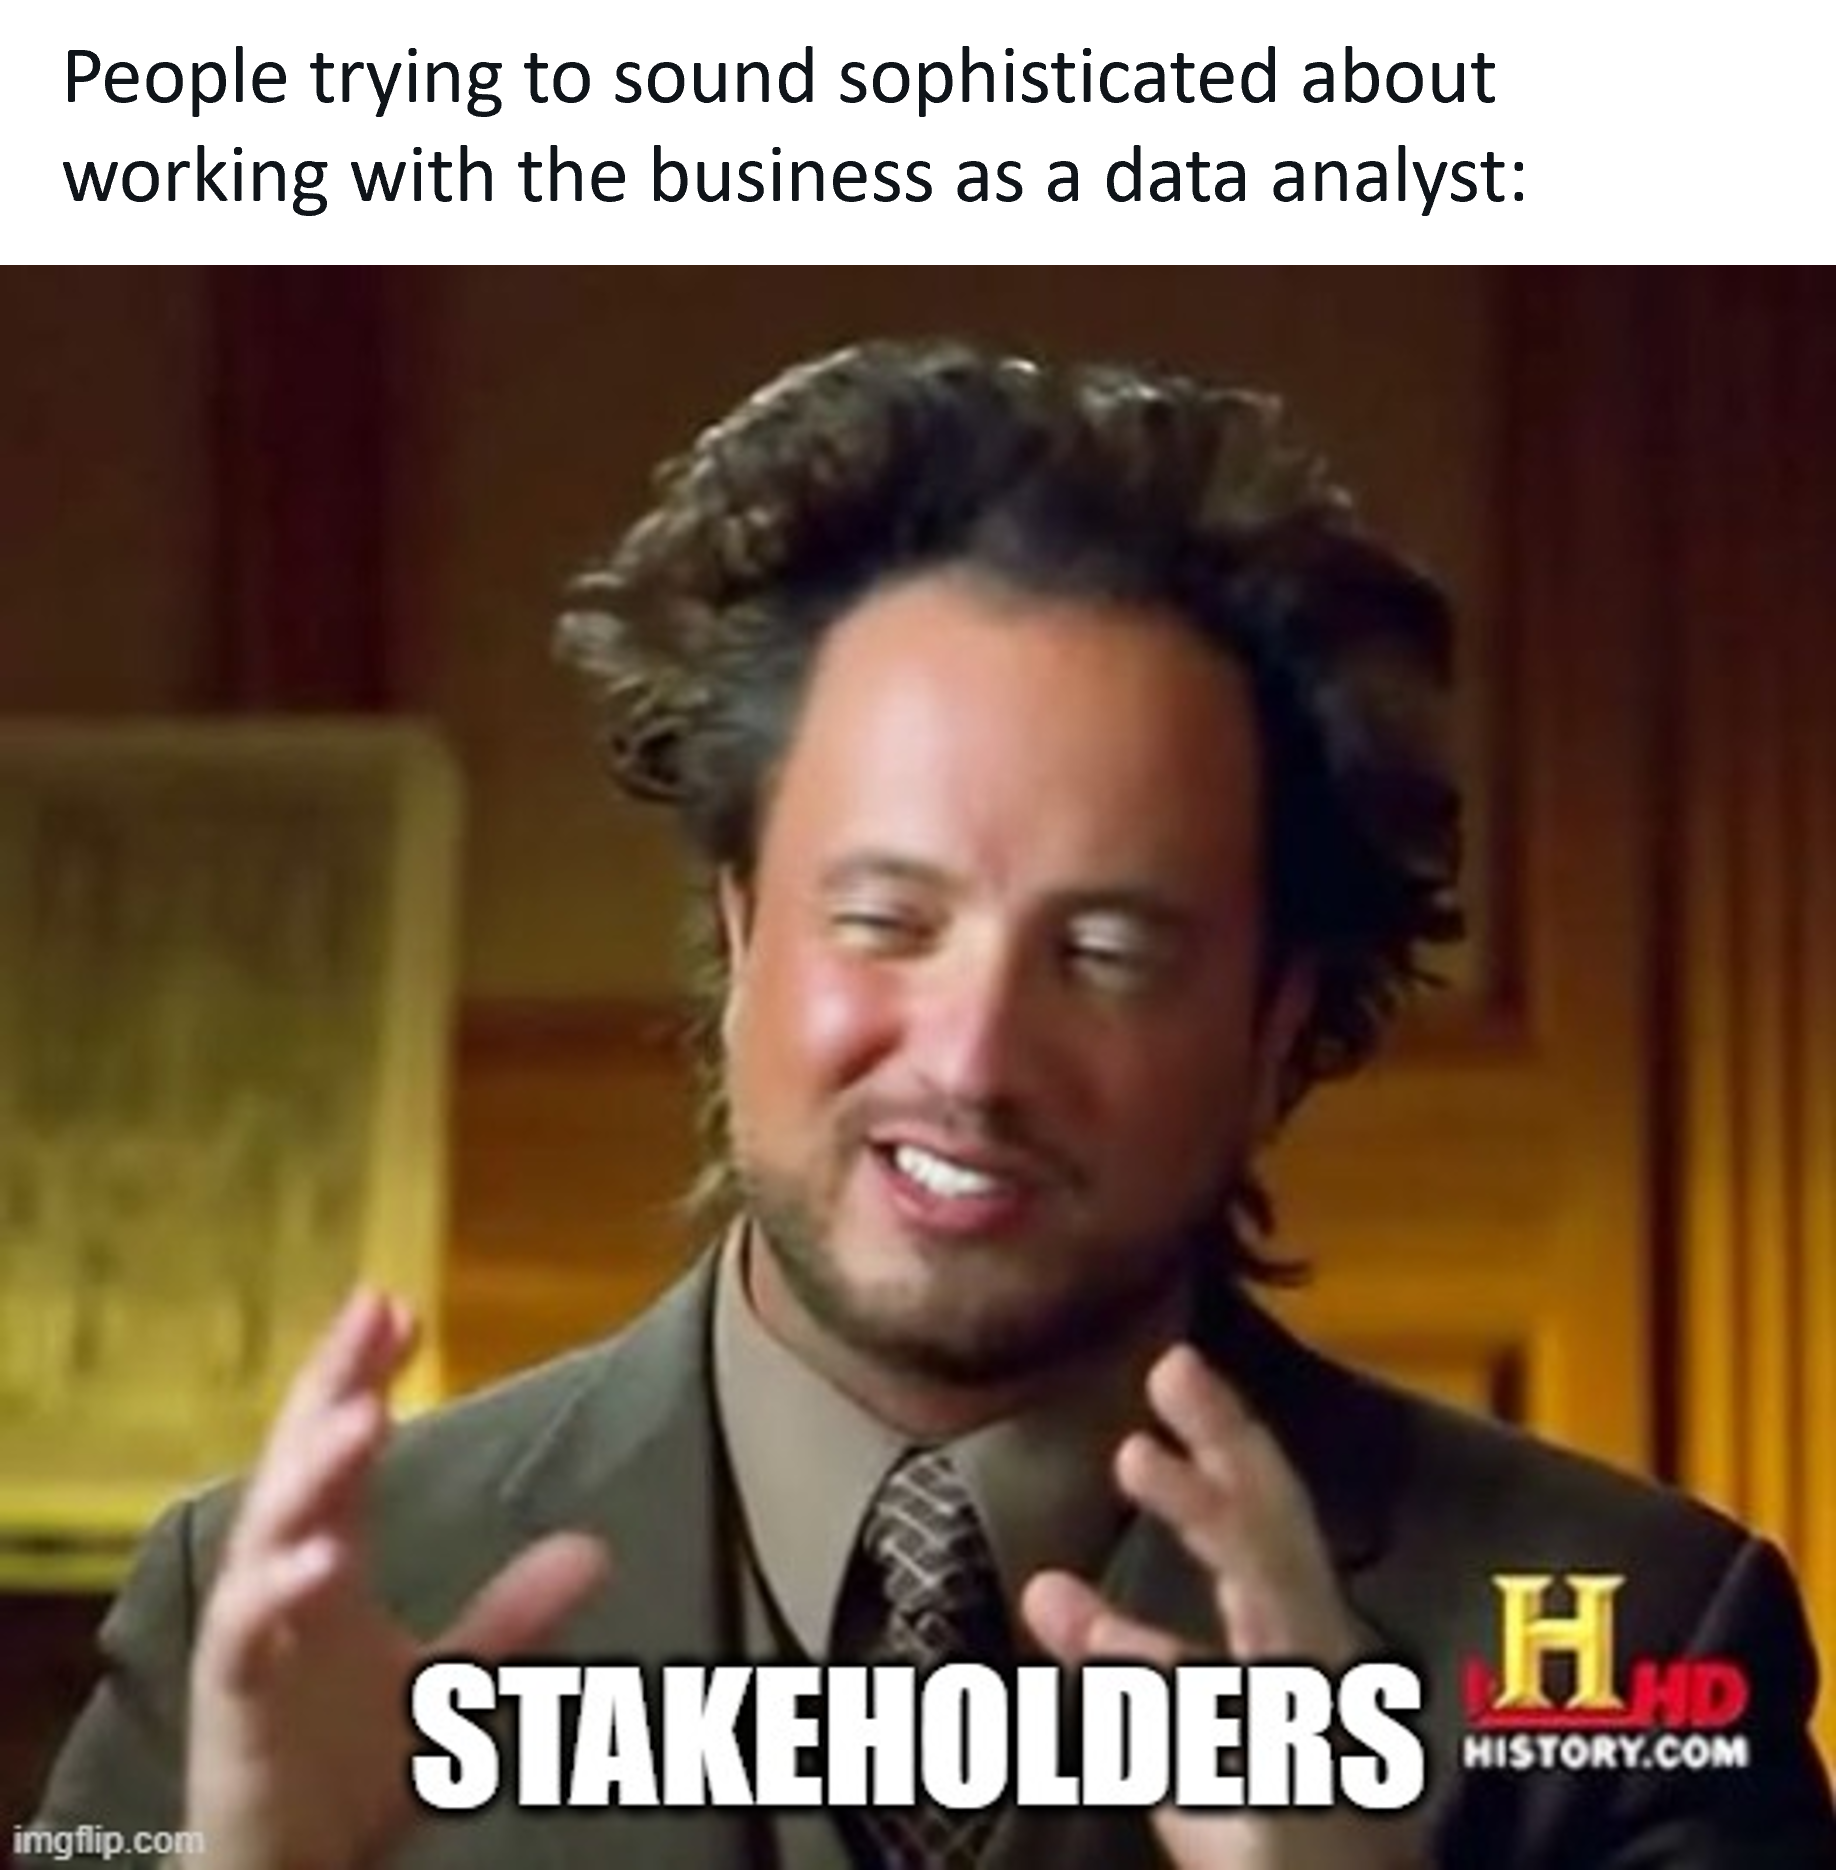 People trying to sound sophisticated about
working with the business as a data analyst:
H HD
STAKEHOLDERS
HISTORY.COM
imgflip.com